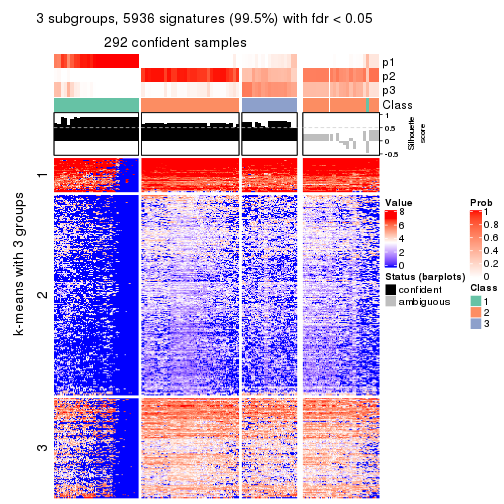 3 subgroups, 5936 signatures (99.5%) with fdr < 0.05
292 confident samples
p1
p2
p3
Class
1
0.5
0
-0.5
Silhouette
score
k-means with 3 groups
1
2
3
Value
8
6
4
2
0
Status (barplots)
confident
ambiguous
Prob
1
0.8
0.6
0.4
0.2
0
Class
1
2
3